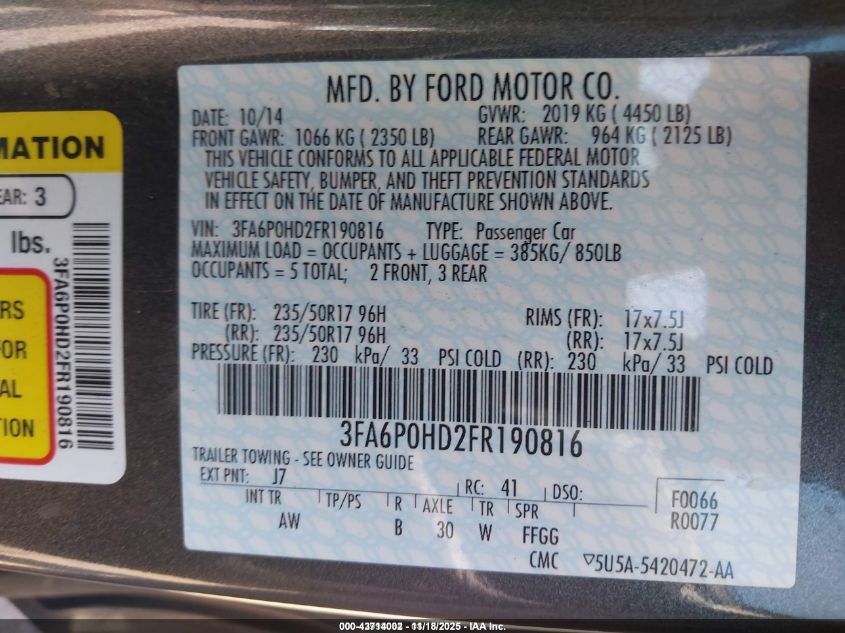 MFD. BY FORD MOTOR CO.
DATE: 10/14 GVWR: 2019 KG ( 4450 LB)
FRONT GAWR: 1066 KG ( 2350 LB) REAR GAWR: 964 KG ( 2125 LB)
THIS VEHICLE CONFORMS TO ALL APPLICABLE FEDERAL MOTOR
VEHICLE SAFETY, BUMPER, AND THEFT PREVENTION STANDARDS
IN EFFECT ON THE DATE OF MANUFACTURE SHOWN ABOVE.
VIN: 3FA6P0HD2FR190816 TYPE: Passenger Car
MAXIMUM LOAD = OCCUPANTS + LUGGAGE = 385KG/ 850LB
OCCUPANTS = 5 TOTAL; 2 FRONT, 3 REAR
TIRE (FR): 235/50R17 96H RIMS (FR): 17x7.5J
(RR): 235/50R17 96H (RR): 17x7.5J
PRESSURE (FR): 230 kPa/ 33 PSI COLD (RR): 230 kPa/ 33 PSI COLD
3FA6P0HD2FR190816
TRAILER TOWING - SEE OWNER GUIDE
EXT PNT: J7 RC: 41 DSO: F0066
INT TR TP/PS R AXLE TR SPR R0077
AW B 30 W FFGG
CMC ▽5U5A-5420472-AA
MATION
EAR: 3
lbs.
RS
FOR
AL
TION
3FA6P0HD2FR190816
11/18/2025 - IAA Inc.